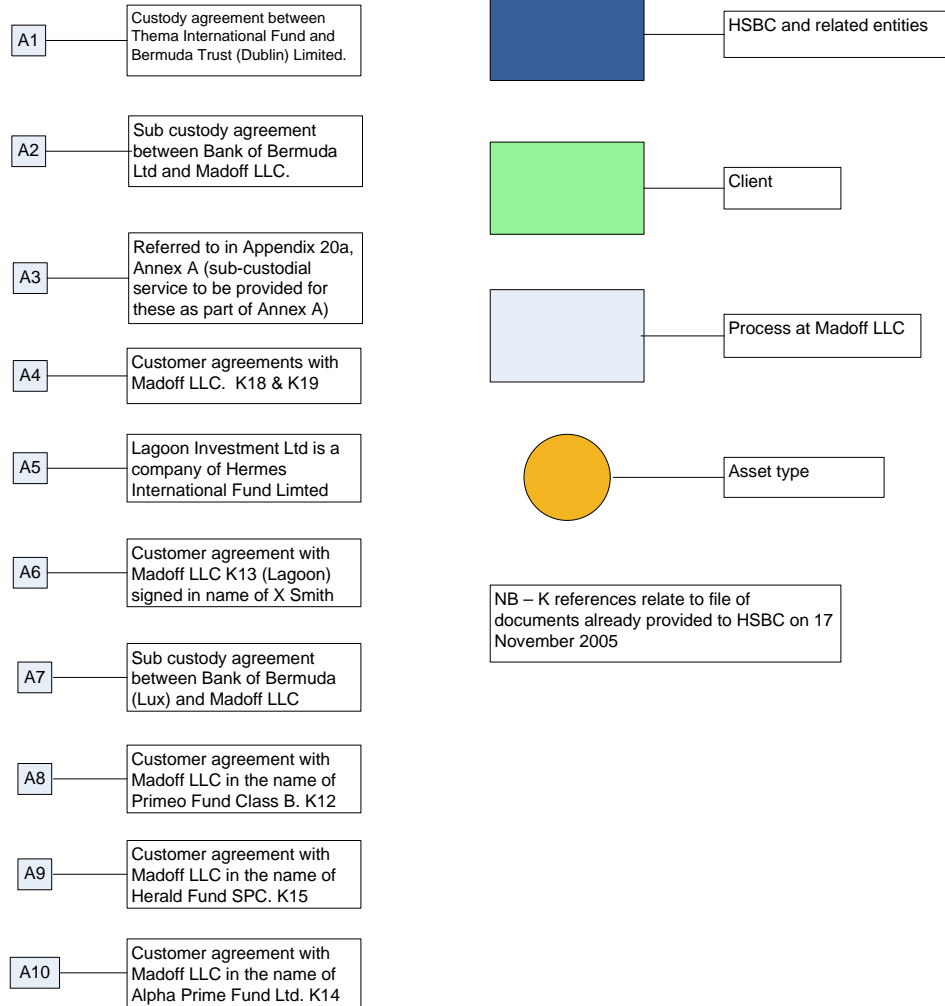 A1
Custody agreement between
Thema International Fund and
Bermuda Trust (Dublin) Limited.
A2
Sub custody agreement
between Bank of Bermuda
Ltd and Madoff LLC.
A3
Referred to in Appendix 20a,
Annex A (sub-custodial
service to be provided for
these as part of Annex A)
A4
Customer agreements with
Madoff LLC. K18 & K19
A5
Lagoon Investment Ltd is a
company of Hermes
International Fund Limted
A6
Customer agreement with
Madoff LLC K13 (Lagoon)
signed in name of X Smith
A7
Sub custody agreement
between Bank of Bermuda
(Lux) and Madoff LLC
A8
Customer agreement with
Madoff LLC in the name of
Primeo Fund Class B. K12
A9
Customer agreement with
Madoff LLC in the name of
Herald Fund SPC. K15
A10
Customer agreement with
Madoff LLC in the name of
Alpha Prime Fund Ltd. K14
HSBC and related entities
Client
Process at Madoff LLC
Asset type
NB – K references relate to file of
documents already provided to HSBC on 17
November 2005